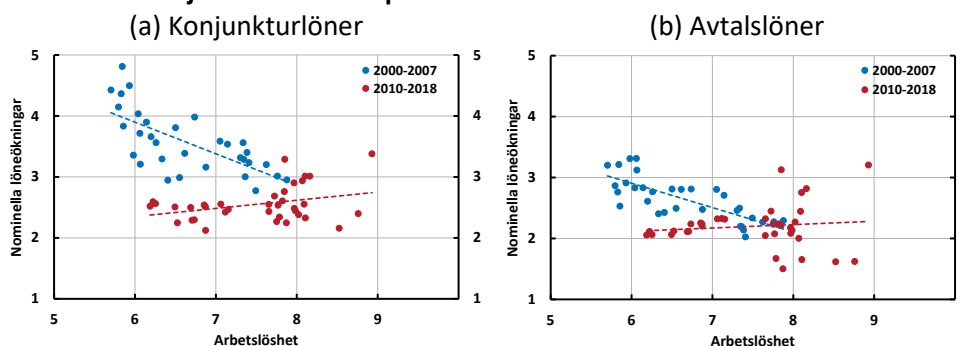 (a) Konjunkturlöner
(b) Avtalslöner
Nominella löneökningar
5
4
3
2
1
5
4
3
2
1
2000-2007
2010-2018
5 6 7 8 9
Arbetslöshet
Nominella löneökningar
5
4
3
2
1
2000-2007
2010-2018
5 6 7 8 9
Arbetslöshet